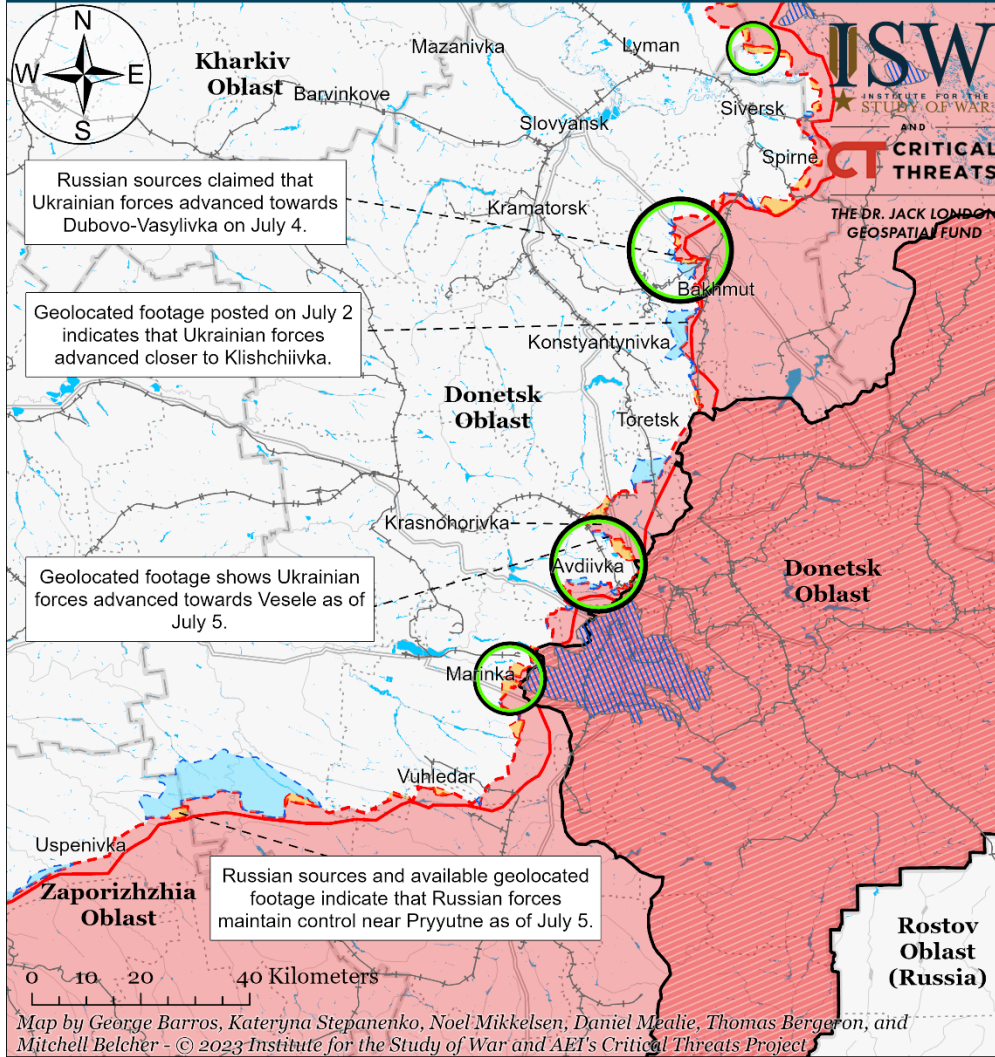 N
W
E
S
Kharkiv
Oblast
Mazanivka
Lyman
Barvinkove
Slovyansk
Siversk
Spirne
Kramatorsk
ISW
INSTITUTE FOR THE
STUDY OF WAR
AND
CT CRITICAL
THREATS
THE DR. JACK LONDON
GEOSPATIAL FUND
Russian sources claimed that
Ukrainian forces advanced towards
Dubovo-Vasylivka on July 4.
Bakhmut
Geolocated footage posted on July 2
indicates that Ukrainian forces
advanced closer to Klishchiivka.
Konstyantynivka
Donetsk
Oblast
Toretsk
Krasnohorivka
Avdiivka
Geolocated footage shows Ukrainian
forces advanced towards Vesele as of
July 5.
Donetsk
Oblast
Marinka
Vuhledar
Uspenivka
Zaporizhzhia
Oblast
Russian sources and available geolocated
footage indicate that Russian forces
maintain control near Pryyutne as of July 5.
Rostov
Oblast
(Russia)
0 10 20 40 Kilometers
Map by George Barros, Kateryna Stepanenko, Noel Mikkelsen, Daniel Mealie, Thomas Bergeron, and
Mitchell Belcher - © 2023 Institute for the Study of War and AEI's Critical Threats Project